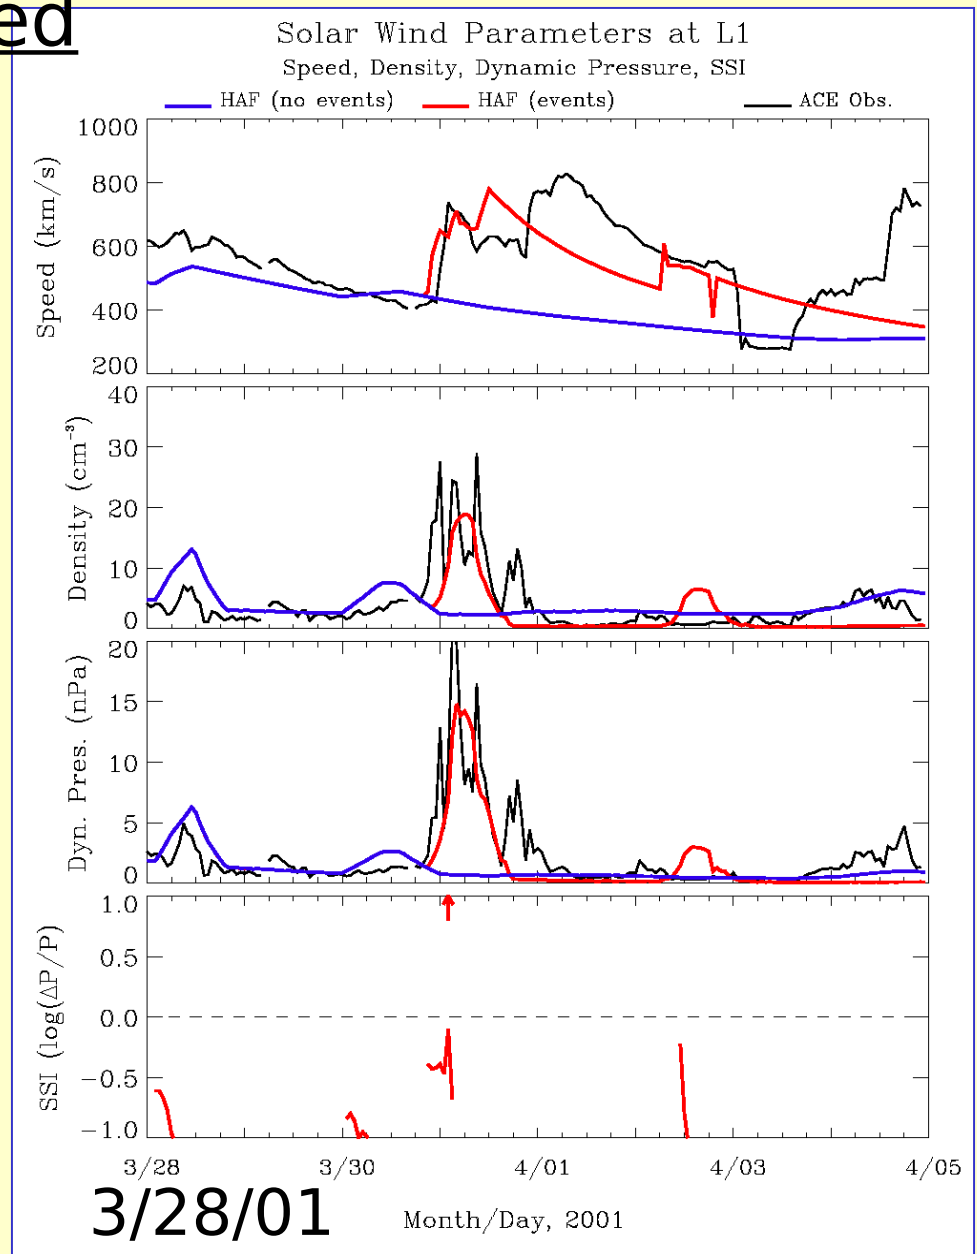 ed
Solar Wind Parameters at L1
Speed, Density, Dynamic Pressure, SSI
HAF (no events) HAF (events) ACE Obs.
1000
800
600
400
200
Speed (km/s)
40
30
20
10
0
Density (cm⁻³)
20
15
10
5
0
Dyn. Pres. (nPa)
1.0
0.5
0.0
−0.5
−1.0
SSI (log(ΔP/P)
3/28 3/30 4/01 4/03 4/05
3/28/01 Month/Day, 2001